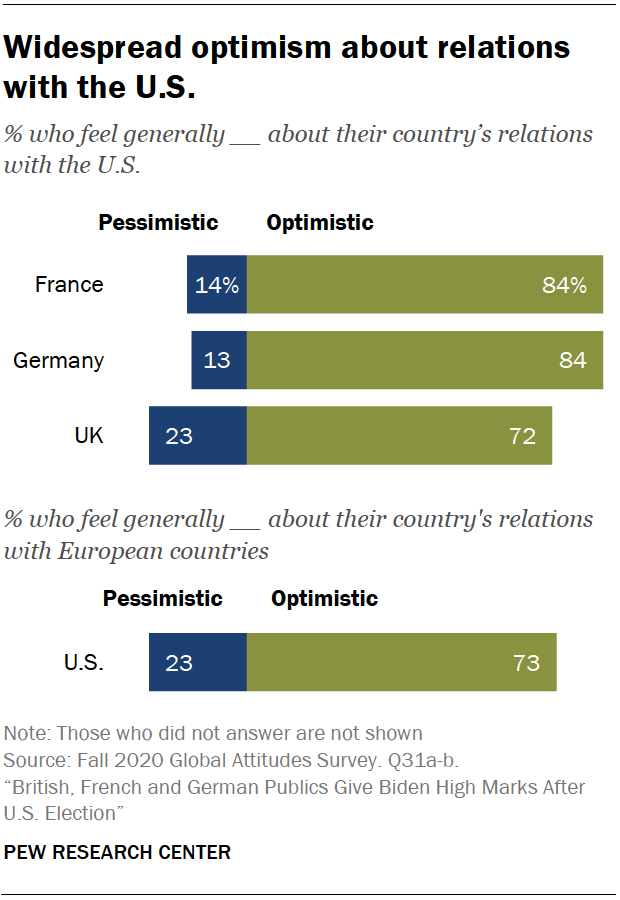 Widespread optimism about relations
with the U.S.
% who feel generally __ about their country’s relations
with the U.S.
Pessimistic Optimistic
France 14% 84%
Germany 13 84
UK 23 72
% who feel generally __ about their country's relations
with European countries
Pessimistic Optimistic
U.S. 23 73
Note: Those who did not answer are not shown
Source: Fall 2020 Global Attitudes Survey. Q31a-b.
“British, French and German Publics Give Biden High Marks After
U.S. Election”
PEW RESEARCH CENTER